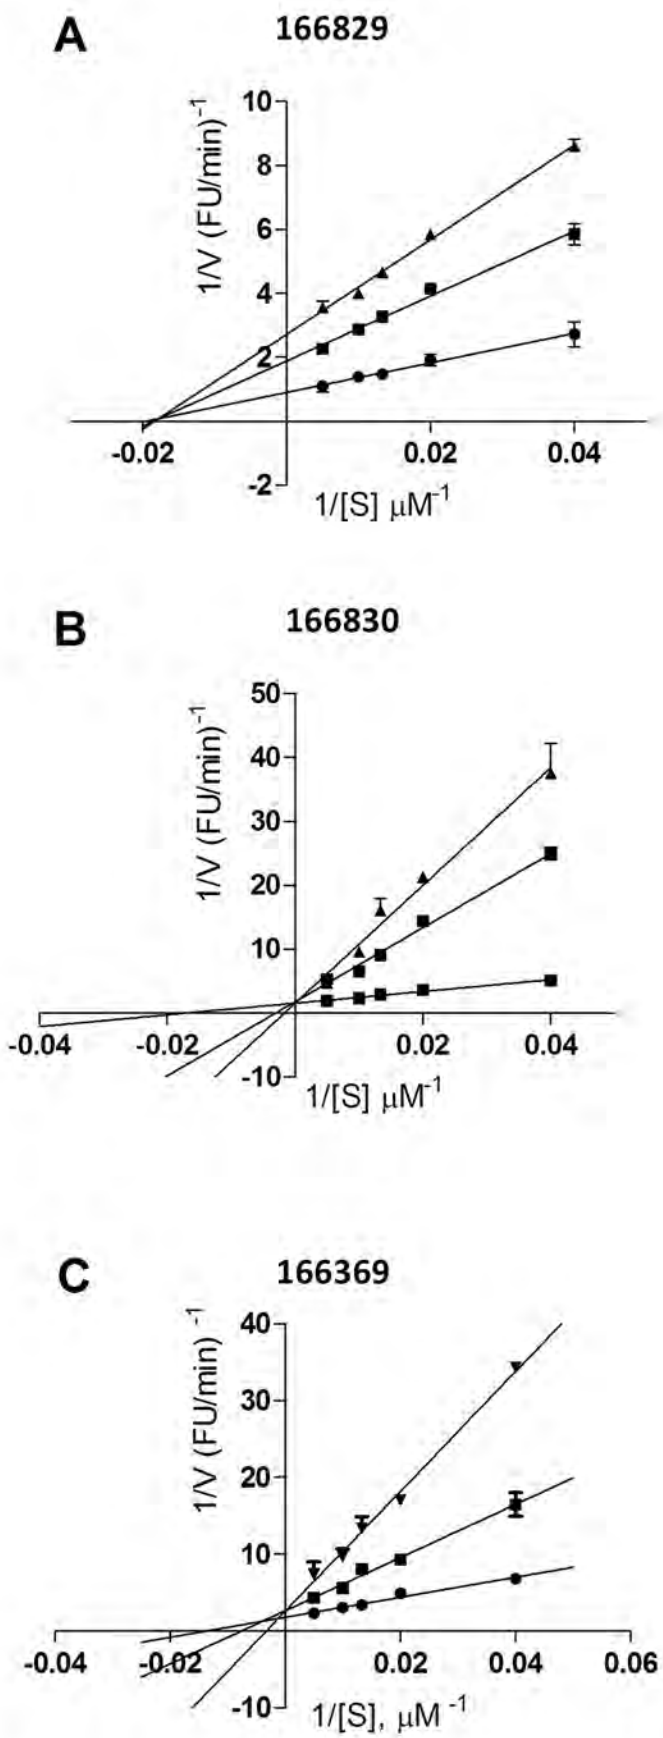 A 166829
1/V (FU/min)⁻¹
10
8
6
4
2
-2
-0.02 0.02 0.04
1/[S] μM⁻¹
B 166830
1/V (FU/min)⁻¹
50
40
30
20
10
-10
-0.04 -0.02 0.02 0.04
1/[S] μM⁻¹
C 166369
1/V (FU/min) ⁻¹
40
30
20
10
-10
-0.04 -0.02 0.02 0.04 0.06
1/[S], μM ⁻¹